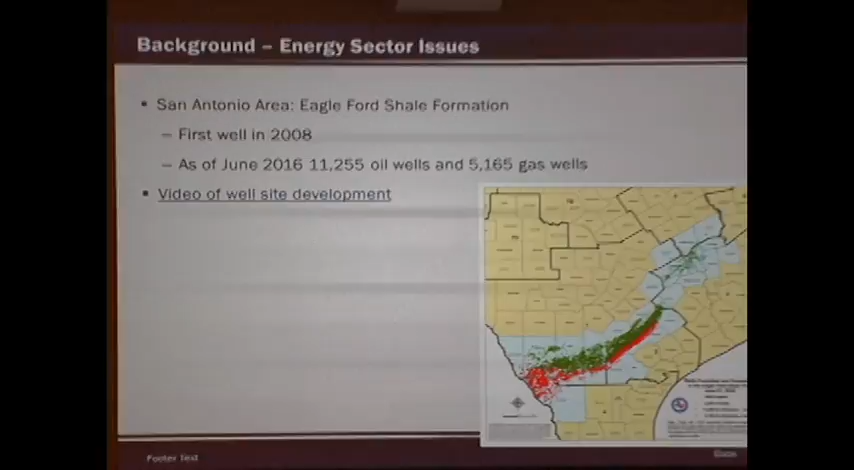 Background – Energy Sector Issues
▪ San Antonio Area: Eagle Ford Shale Formation
– First well in 2008
– As of June 2016 11,255 oil wells and 5,165 gas wells
▪ Video of well site development
Footer Text